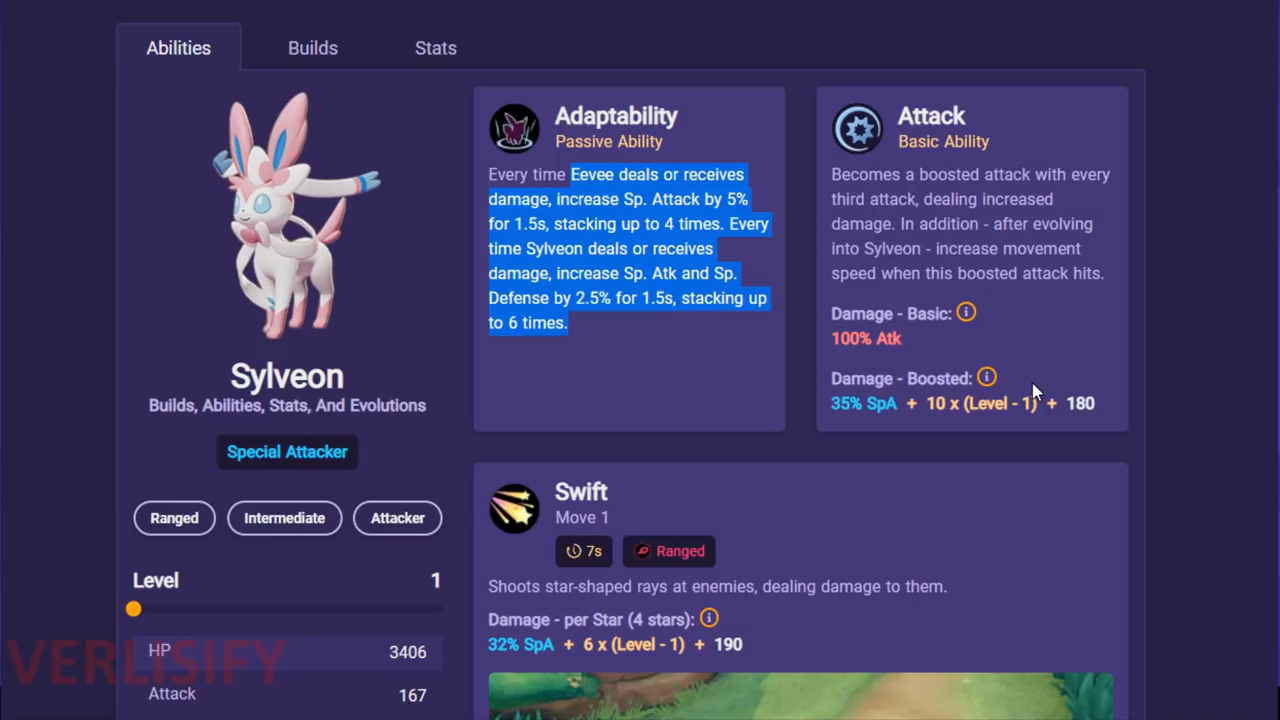 Abilities
Builds
Stats
Sylveon
Builds, Abilities, Stats, And Evolutions
Special Attacker
Ranged
Intermediate
Attacker
Level
1
HP
3406
Attack
167
VERLISIFY
Adaptability
Passive Ability
Every time Eevee deals or receives
damage, increase Sp. Attack by 5%
for 1.5s, stacking up to 4 times. Every
time Sylveon deals or receives
damage, increase Sp. Atk and Sp.
Defense by 2.5% for 1.5s, stacking up
to 6 times.
Attack
Basic Ability
Becomes a boosted attack with every
third attack, dealing increased
damage. In addition - after evolving
into Sylveon - increase movement
speed when this boosted attack hits.
Damage - Basic:
100% Atk
Damage - Boosted:
35% SpA + 10 x (Level - 1) + 180
Swift
Move 1
7s
Ranged
Shoots star-shaped rays at enemies, dealing damage to them.
Damage - per Star (4 stars):
32% SpA + 6 x (Level - 1) + 190